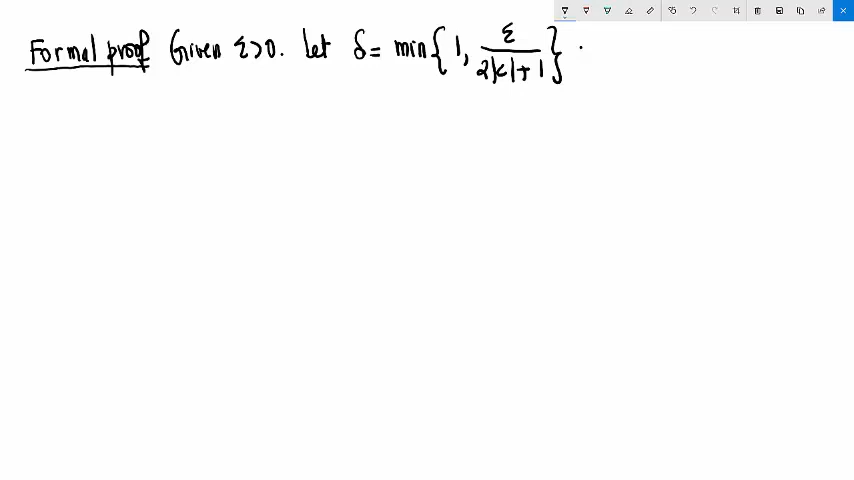 Formal proof Given ε>0. Let δ = min{1, ε/(2|c|+1)}.